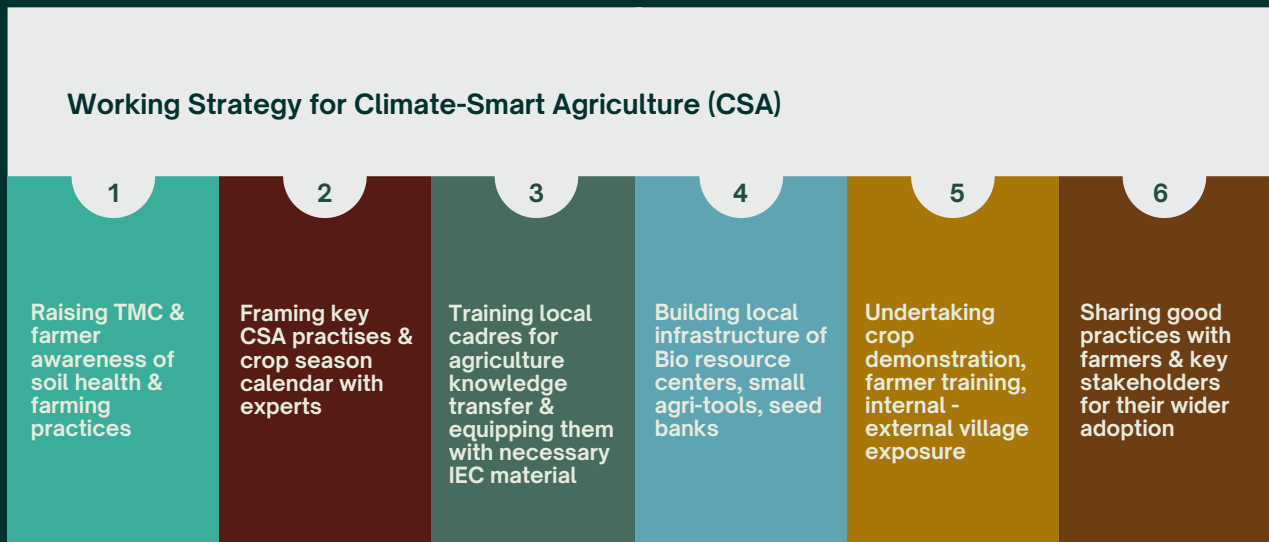 Working Strategy for Climate-Smart Agriculture (CSA)
1
Raising TMC &
farmer
awareness of
soil health &
farming
practices
2
Framing key
CSA practises &
crop season
calendar with
experts
3
Training local
cadres for
agriculture
knowledge
transfer &
equipping them
with necessary
IEC material
4
Building local
infrastructure of
Bio resource
centers, small
agri-tools, seed
banks
5
Undertaking
crop
demonstration,
farmer training,
internal -
external village
exposure
6
Sharing good
practices with
farmers & key
stakeholders
for their wider
adoption